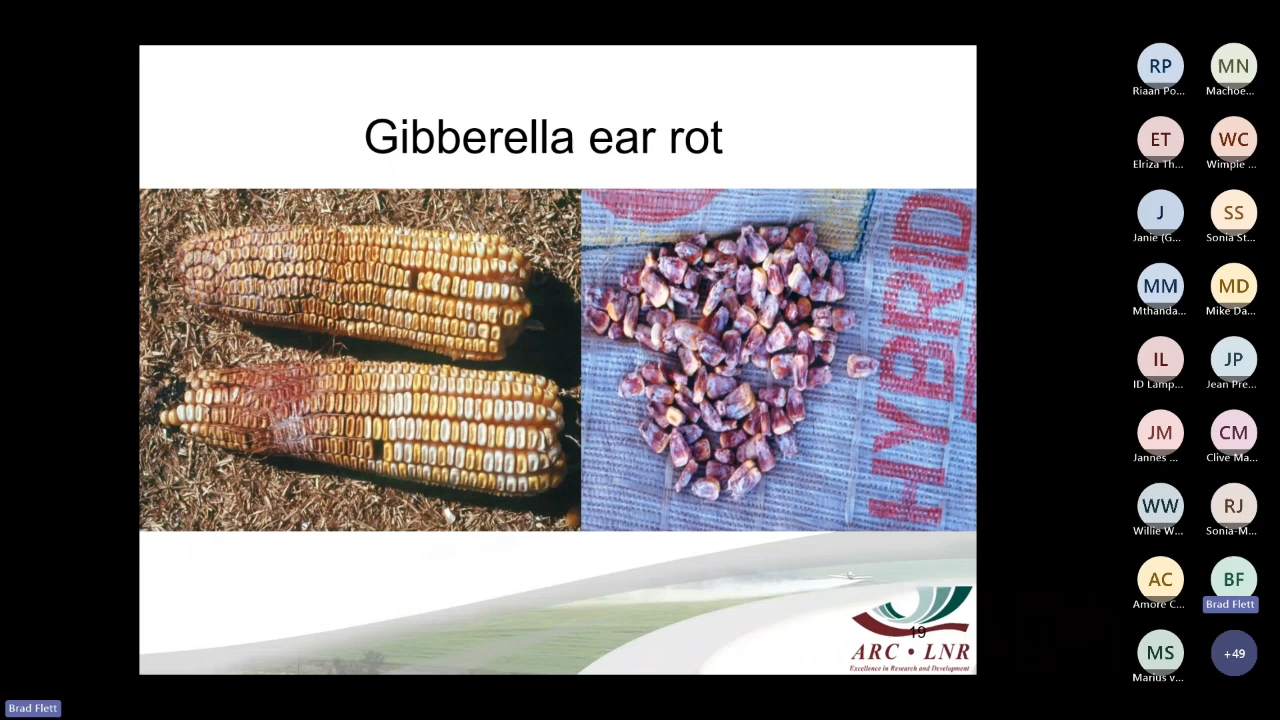 Gibberella ear rot
HYBRID
19
ARC • LNR
Excellence in Research and Development
RP
Riaan Po...
MN
Machoe...
ET
Elriza Th...
WC
Wimpie ...
J
Janie (G...
SS
Sonia St...
MM
Mthanda...
MD
Mike Da...
IL
ID Lamp...
JP
Jean Pre...
JM
Jannes ...
CM
Clive Ma...
WW
Willie W...
RJ
Sonia-M...
AC
Amore C...
BF
Brad Flett
MS
Marius v...
+49
Brad Flett